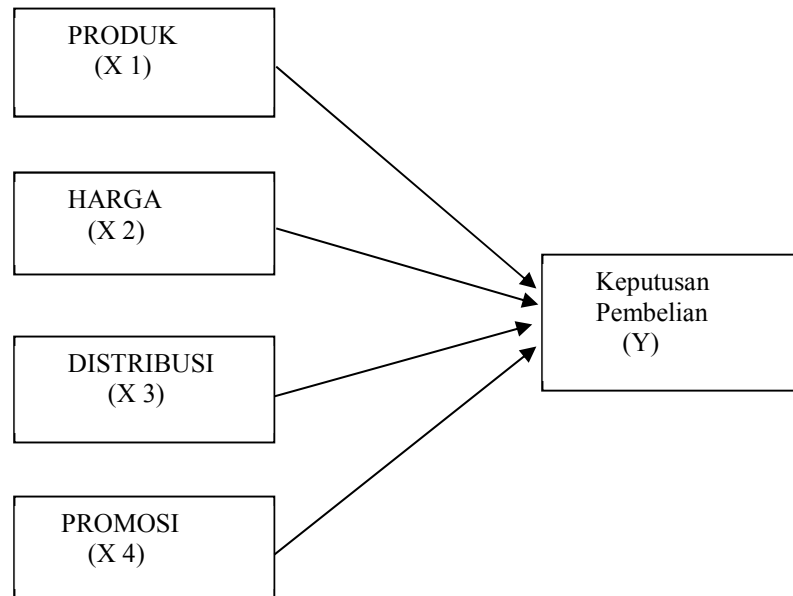 PRODUK
(X 1)
HARGA
(X 2)
DISTRIBUSI
(X 3)
PROMOSI
(X 4)
Keputusan
Pembelian
(Y)